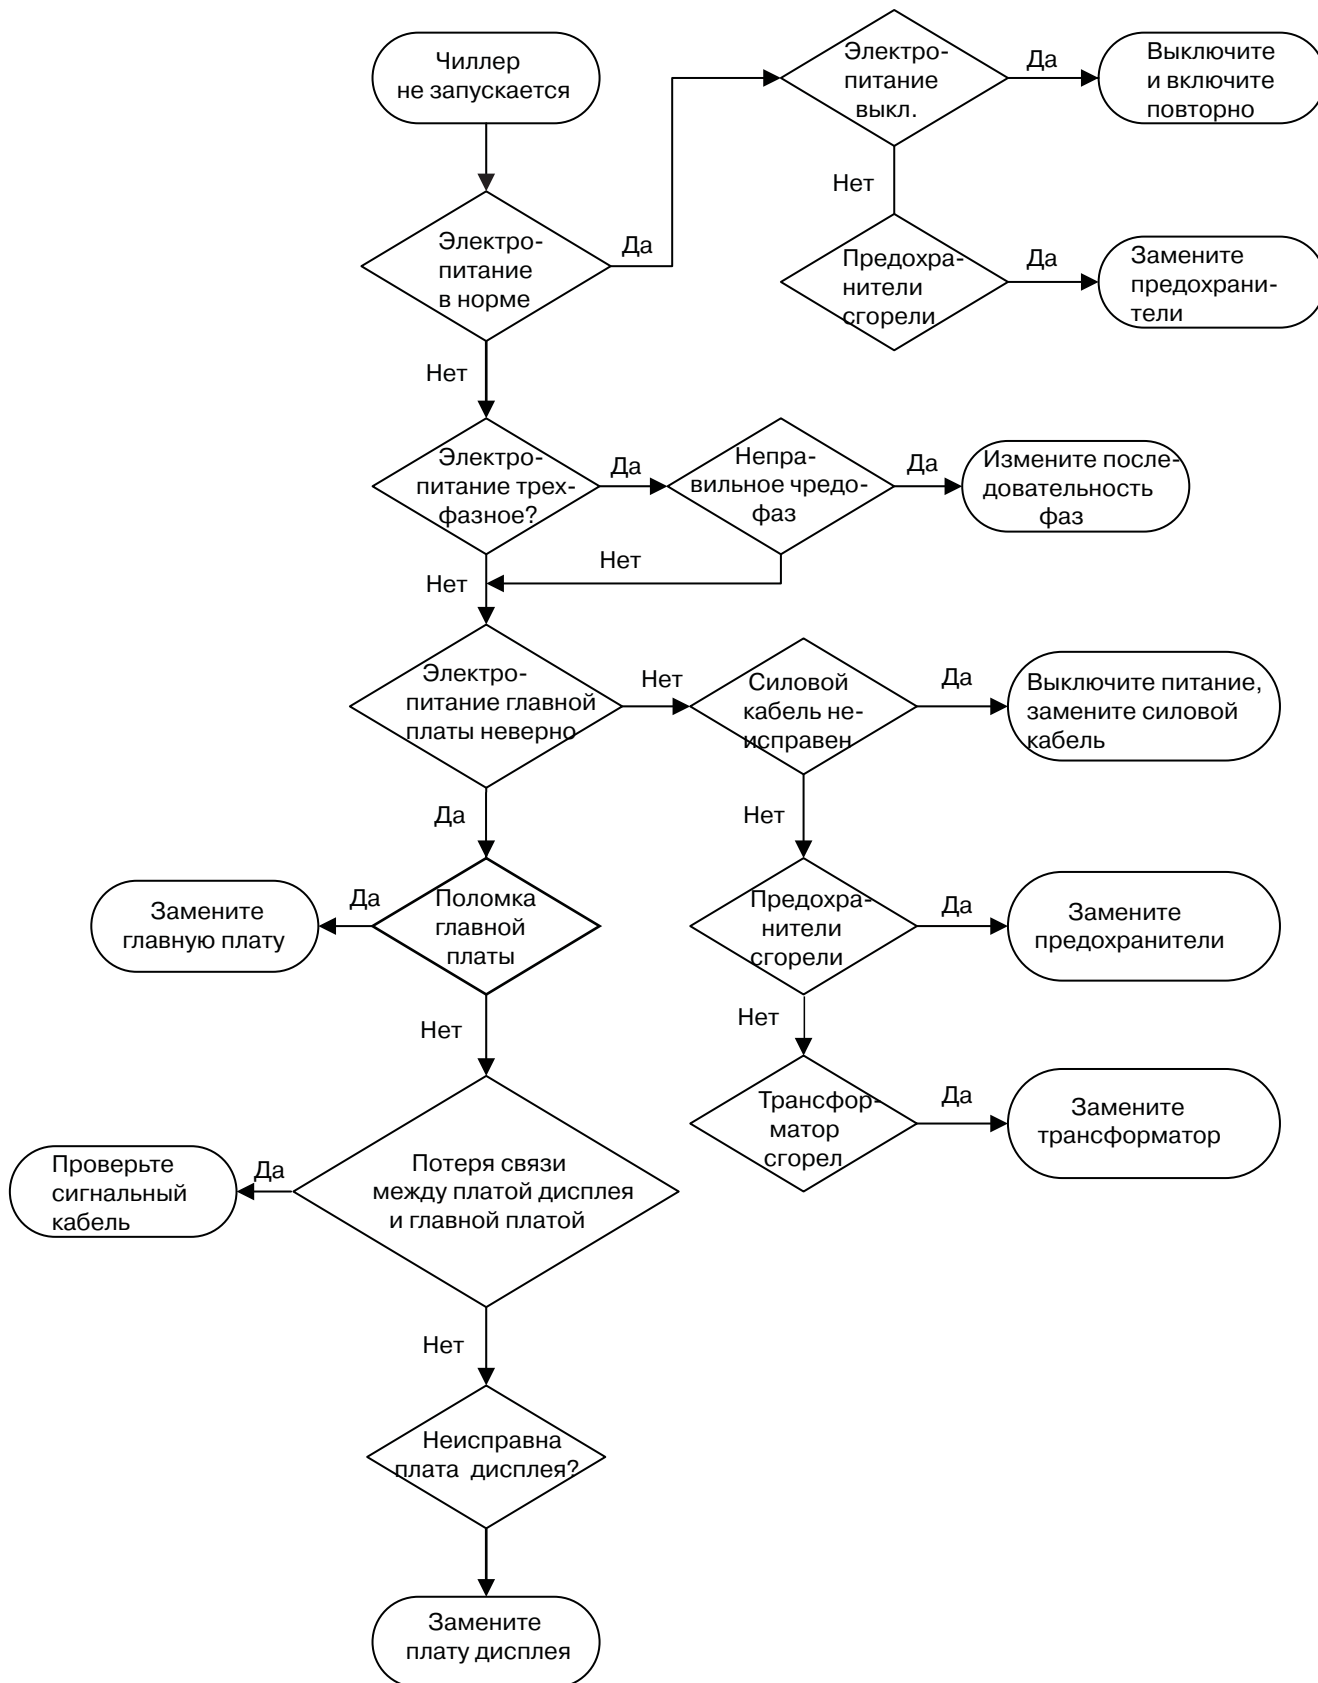 Чиллер
не запускается
Электро-
питание
выкл.
Да
Выключите
и включите
повторно
Нет
Электро-
питание
в норме
Да
Предохра-
нители
сгорели
Да
Замените
предохрани-
тели
Нет
Электро-
питание трех-
фазное?
Да
Непра-
вильное чредо-
фаз
Да
Измените после-
довательность
фаз
Нет
Нет
Электро-
питание главной
платы неверно
Нет
Силовой
кабель не-
исправен
Да
Выключите питание,
замените силовой
кабель
Да
Нет
Замените
главную плату
Да
Поломка
главной
платы
Предохра-
нители
сгорели
Да
Замените
предохранители
Нет
Нет
Трансфор-
матор
сгорел
Да
Замените
трансформатор
Проверьте
сигнальный
кабель
Да
Потеря связи
между платой дисплея
и главной платой
Нет
Неисправна
плата дисплея?
Замените
плату дисплея